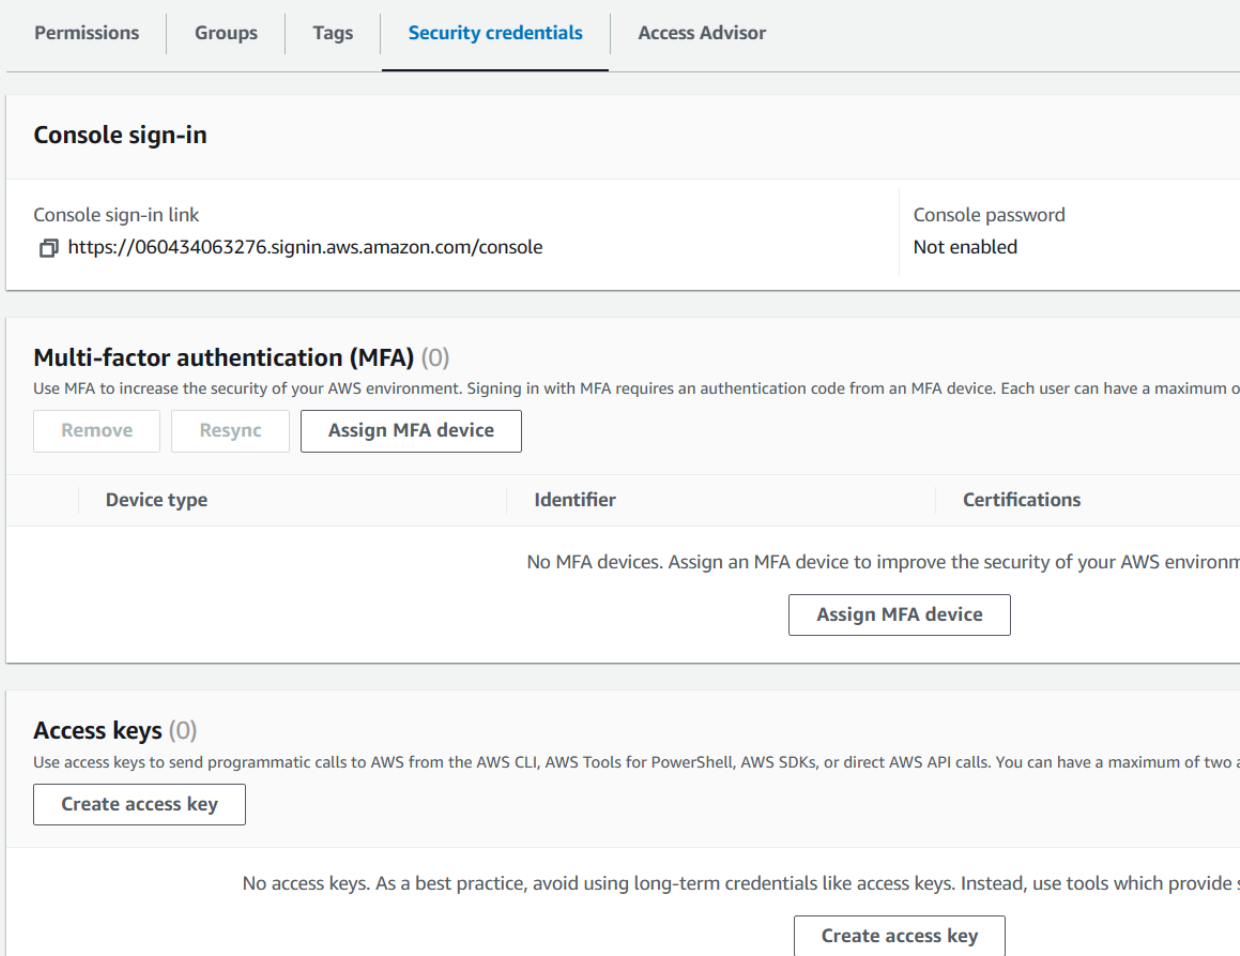 Permissions
Groups
Tags
Security credentials
Access Advisor
Console sign-in
Console sign-in link
Console password
https://060434063276.signin.aws.amazon.com/console
Not enabled
Multi-factor authentication (MFA) (0)
Use MFA to increase the security of your AWS environment. Signing in with MFA requires an authentication code from an MFA device. Each user can have a maximum o
Remove
Resync
Assign MFA device
Device type
Identifier
Certifications
No MFA devices. Assign an MFA device to improve the security of your AWS environm
Assign MFA device
Access keys (0)
Use access keys to send programmatic calls to AWS from the AWS CLI, AWS Tools for PowerShell, AWS SDKs, or direct AWS API calls. You can have a maximum of two a
Create access key
No access keys. As a best practice, avoid using long-term credentials like access keys. Instead, use tools which provide s
Create access key